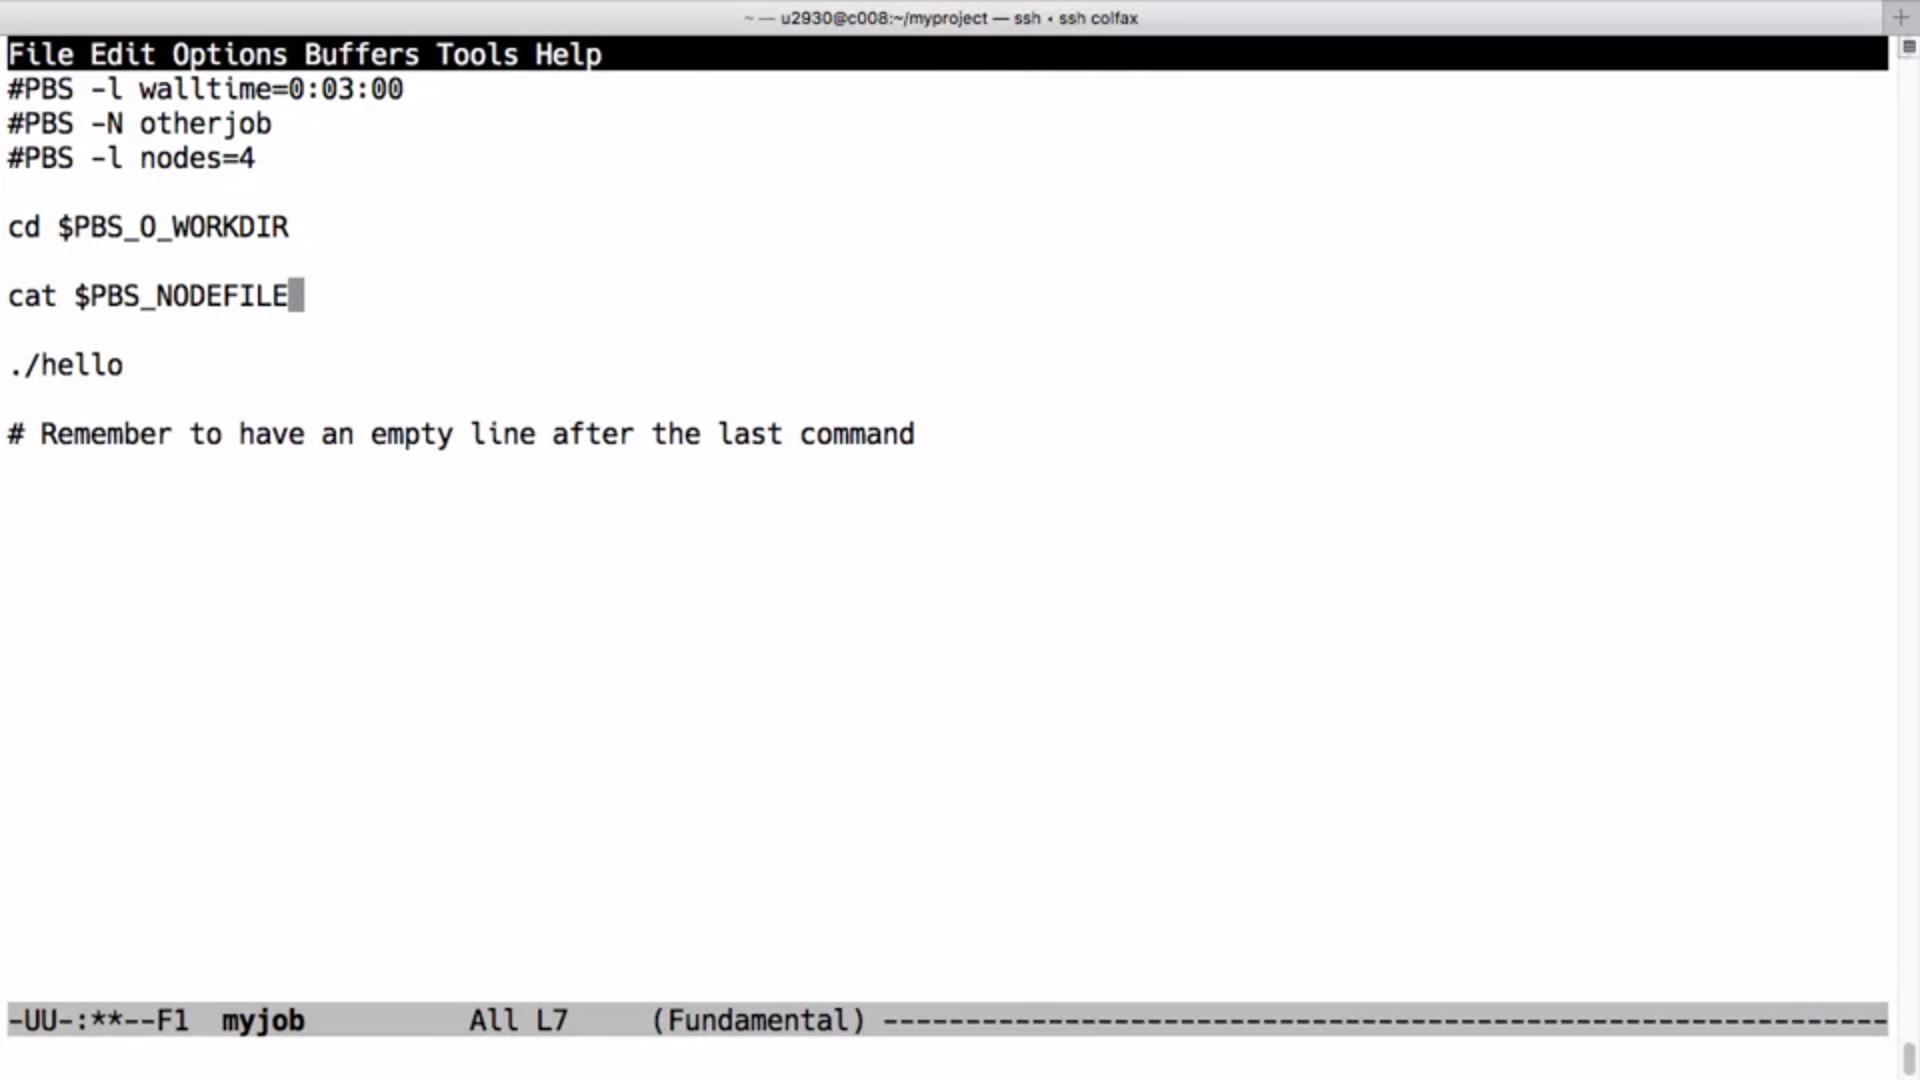 ~ — u2930@c008:~/myproject — ssh • ssh colfax
File Edit Options Buffers Tools Help
#PBS -l walltime=0:03:00
#PBS -N otherjob
#PBS -l nodes=4
cd $PBS_O_WORKDIR
cat $PBS_NODEFILE
./hello
# Remember to have an empty line after the last command
-UU-:**--F1  myjob          All L7     (Fundamental) -------------------------------------------------------------